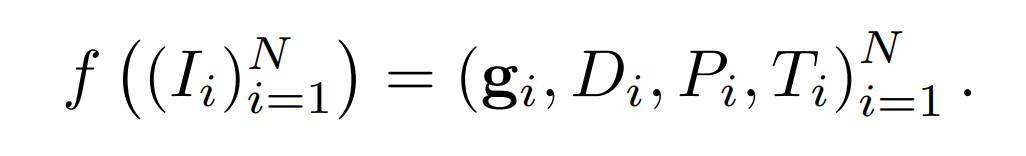 f ((I_i)_{i=1}^N) = (𝐠_i, D_i, P_i, T_i)_{i=1}^N .